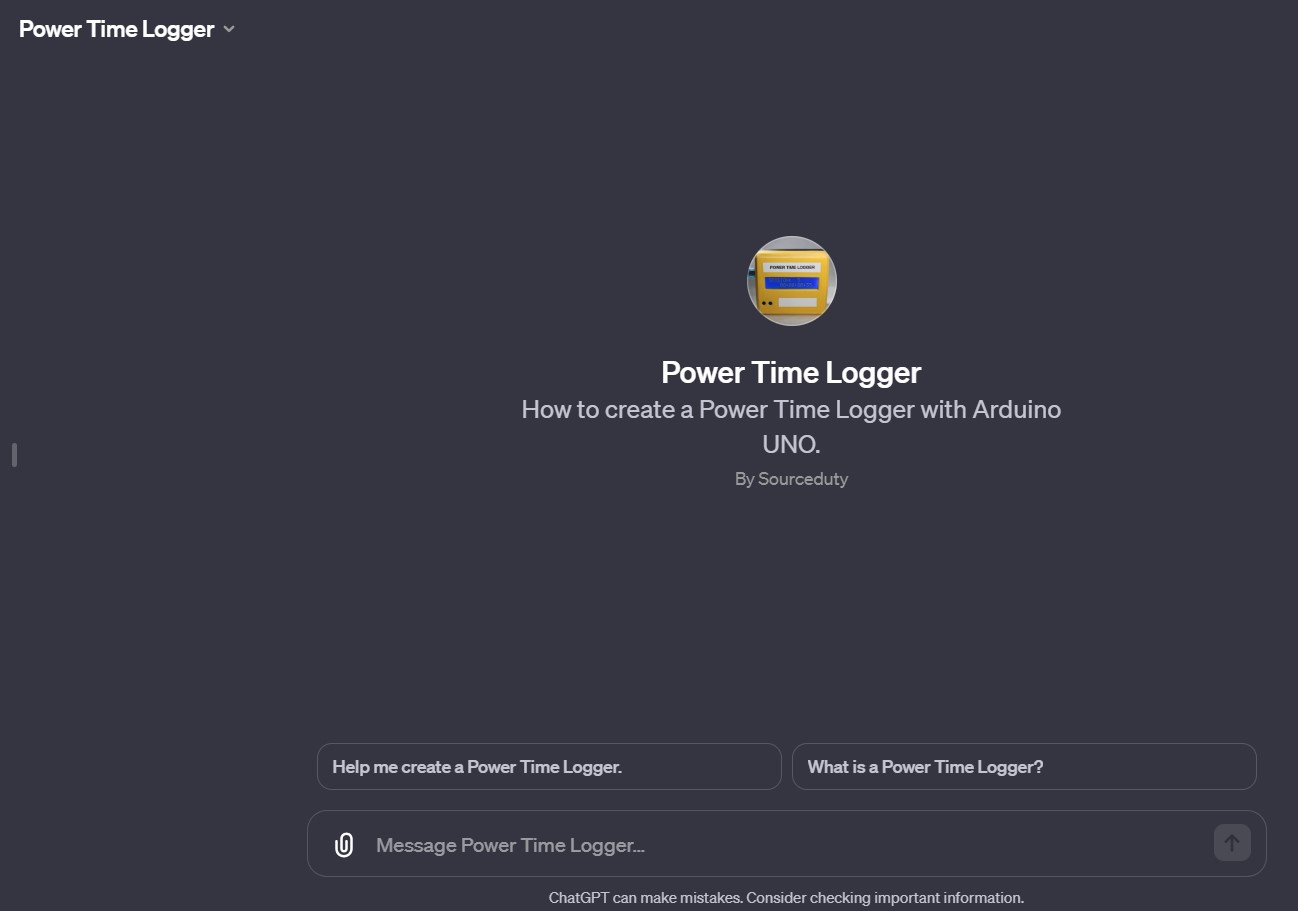 Power Time Logger
POWER TIME LOGGER
Power Time Logger
How to create a Power Time Logger with Arduino
UNO.
By Sourceduty
Help me create a Power Time Logger.
What is a Power Time Logger?
Message Power Time Logger...
ChatGPT can make mistakes. Consider checking important information.